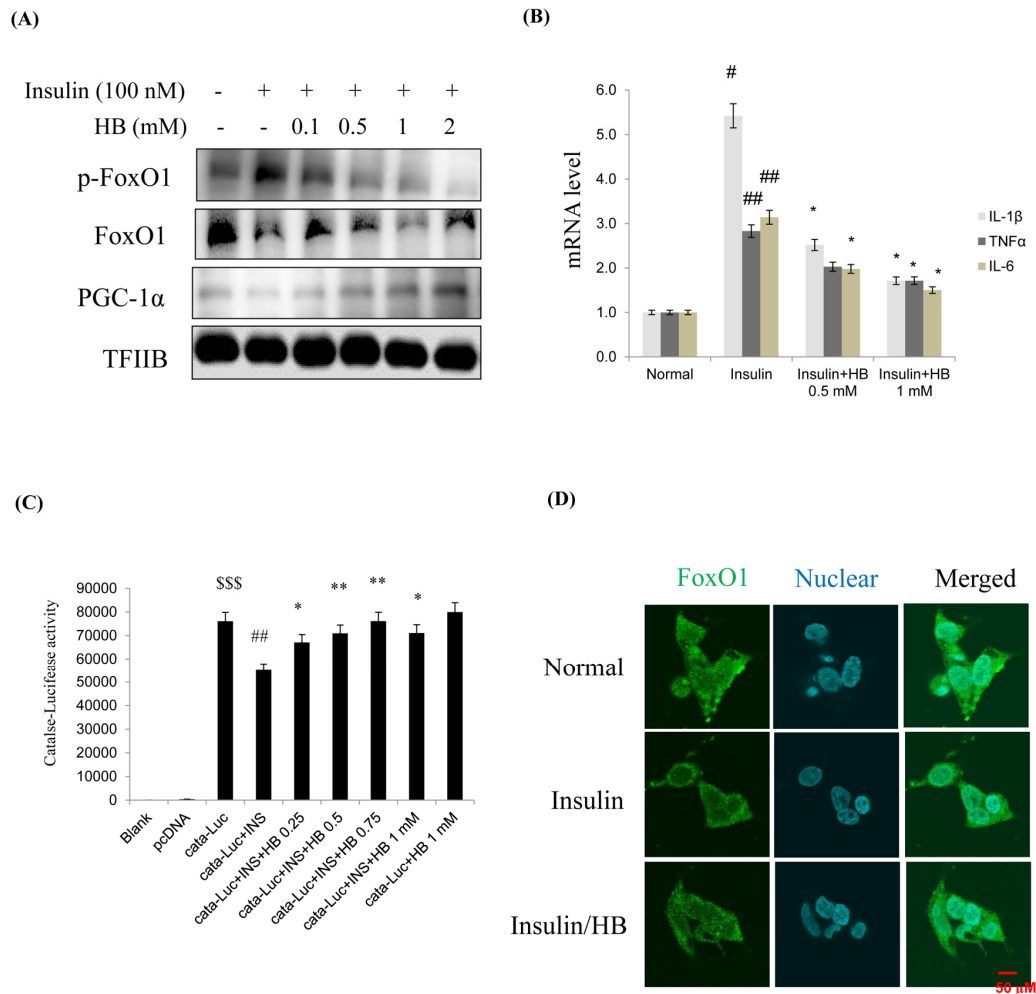 (A)
Insulin (100 nM) - + + + + +
HB (mM) - - 0.1 0.5 1 2
p-FoxO1
FoxO1
PGC-1α
TFIIB
(B)
mRNA level
6.0
5.0
4.0
3.0
2.0
1.0
0.0
#
##
##
*
*
*
*
*
Normal
Insulin
Insulin+HB
0.5 mM
Insulin+HB
1 mM
IL-1β
TNFα
IL-6
(C)
Catalse-Lucifease activity
90000
80000
70000
60000
50000
40000
30000
20000
10000
0
$$$
##
*
**
**
*
Blank
pcDNA
cata-Luc
cata-Luc+INS
cata-Luc+INS+HB 0.25
cata-Luc+INS+HB 0.5
cata-Luc+INS+HB 0.75
cata-Luc+INS+HB 1 mM
cata-Luc+HB 1 mM
(D)
FoxO1 Nuclear Merged
Normal
Insulin
Insulin/HB
50 μM